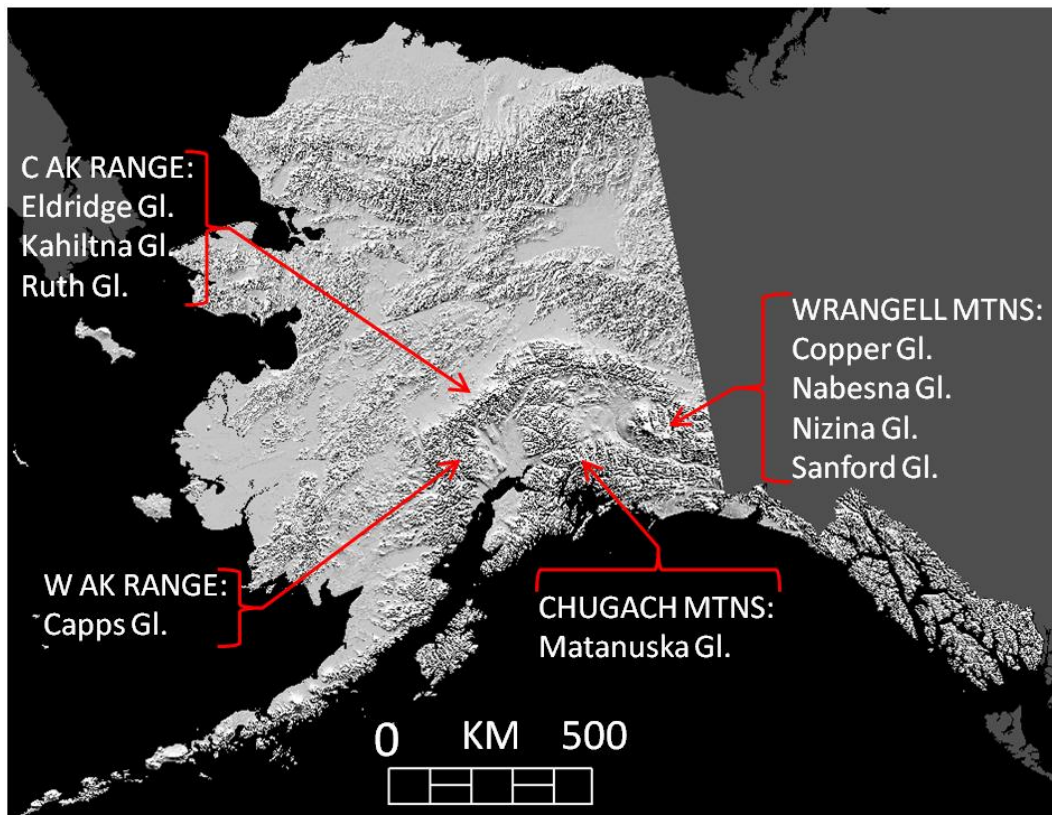 C AK RANGE:
Eldridge Gl.
Kahiltna Gl.
Ruth Gl.
WRANGELL MTNS:
Copper Gl.
Nabesna Gl.
Nizina Gl.
Sanford Gl.
W AK RANGE:
Capps Gl.
CHUGACH MTNS:
Matanuska Gl.
0 KM 500